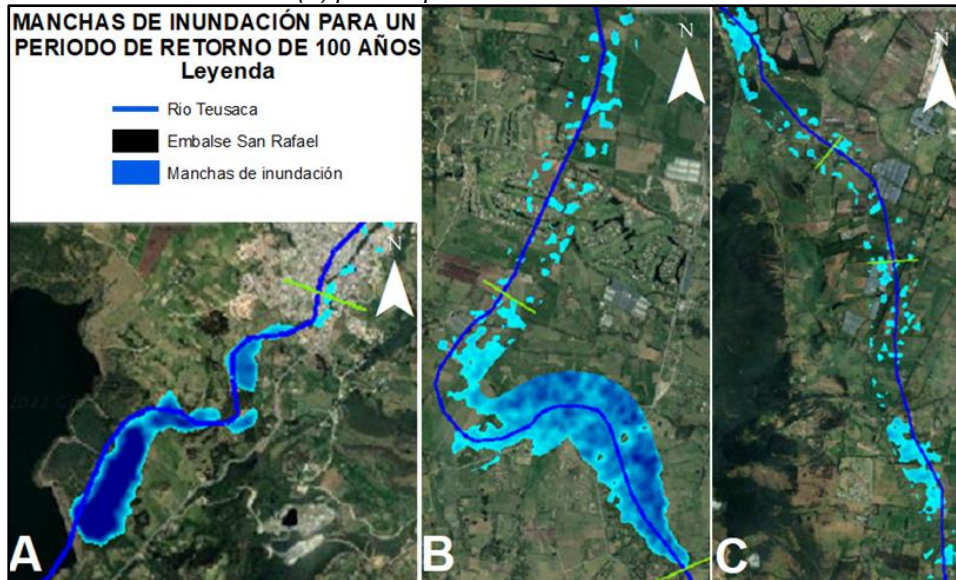 MANCHAS DE INUNDACIÓN PARA UN
PERIODO DE RETORNO DE 100 AÑOS
Leyenda
Rio Teusaca
Embalse San Rafael
Manchas de inundación
N
N
N
A
B
C